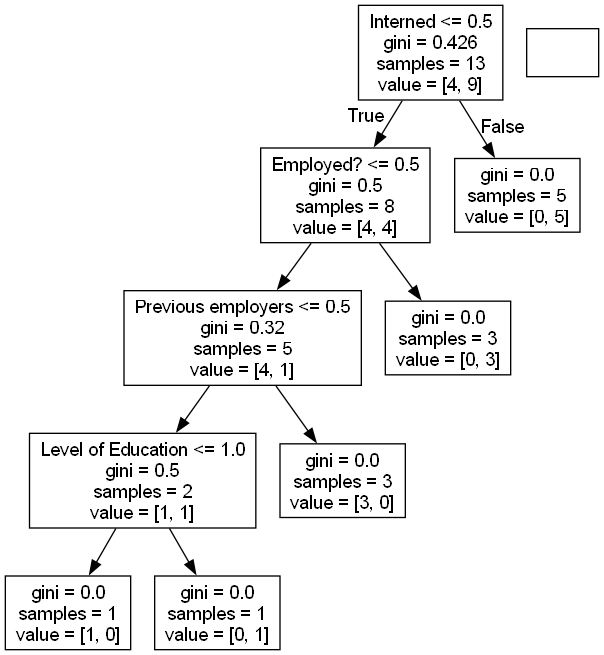 Interned <= 0.5
gini = 0.426
samples = 13
value = [4, 9]
True
False
Employed? <= 0.5
gini = 0.5
samples = 8
value = [4, 4]
gini = 0.0
samples = 5
value = [0, 5]
Previous employers <= 0.5
gini = 0.32
samples = 5
value = [4, 1]
gini = 0.0
samples = 3
value = [0, 3]
Level of Education <= 1.0
gini = 0.5
samples = 2
value = [1, 1]
gini = 0.0
samples = 3
value = [3, 0]
gini = 0.0
samples = 1
value = [1, 0]
gini = 0.0
samples = 1
value = [0, 1]